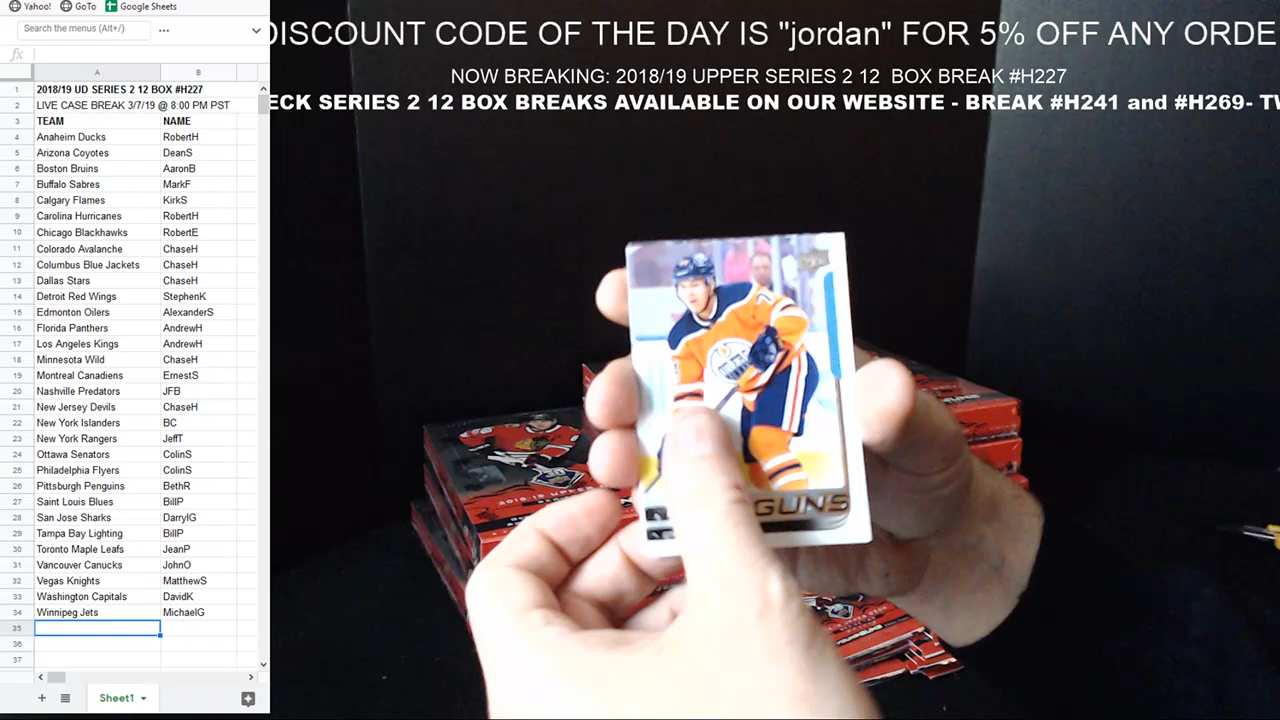 Yahoo! GoTo Google Sheets
Search the menus (Alt+/)
fx
A B
1 2018/19 UD SERIES 2 12 BOX #H227
2 LIVE CASE BREAK 3/7/19 @ 8:00 PM PST
3 TEAM NAME
4 Anaheim Ducks RobertH
5 Arizona Coyotes DeanS
6 Boston Bruins AaronB
7 Buffalo Sabres MarkF
8 Calgary Flames KirkS
9 Carolina Hurricanes RobertH
10 Chicago Blackhawks RobertE
11 Colorado Avalanche ChaseH
12 Columbus Blue Jackets ChaseH
13 Dallas Stars ChaseH
14 Detroit Red Wings StephenK
15 Edmonton Oilers AlexanderS
16 Florida Panthers AndrewH
17 Los Angeles Kings AndrewH
18 Minnesota Wild ChaseH
19 Montreal Canadiens ErnestS
20 Nashville Predators JFB
21 New Jersey Devils ChaseH
22 New York Islanders BC
23 New York Rangers JeffT
24 Ottawa Senators ColinS
25 Philadelphia Flyers ColinS
26 Pittsburgh Penguins BethR
27 Saint Louis Blues BillP
28 San Jose Sharks DarrylG
29 Tampa Bay Lighting BillP
30 Toronto Maple Leafs JeanP
31 Vancouver Canucks JohnO
32 Vegas Knights MatthewS
33 Washington Capitals DavidK
34 Winnipeg Jets MichaelG
35
36
37
Sheet1
DISCOUNT CODE OF THE DAY IS "jordan" FOR 5% OFF ANY ORDE
NOW BREAKING: 2018/19 UPPER SERIES 2 12 BOX BREAK #H227
ECK SERIES 2 12 BOX BREAKS AVAILABLE ON OUR WEBSITE - BREAK #H241 and #H269- TW
GUNS